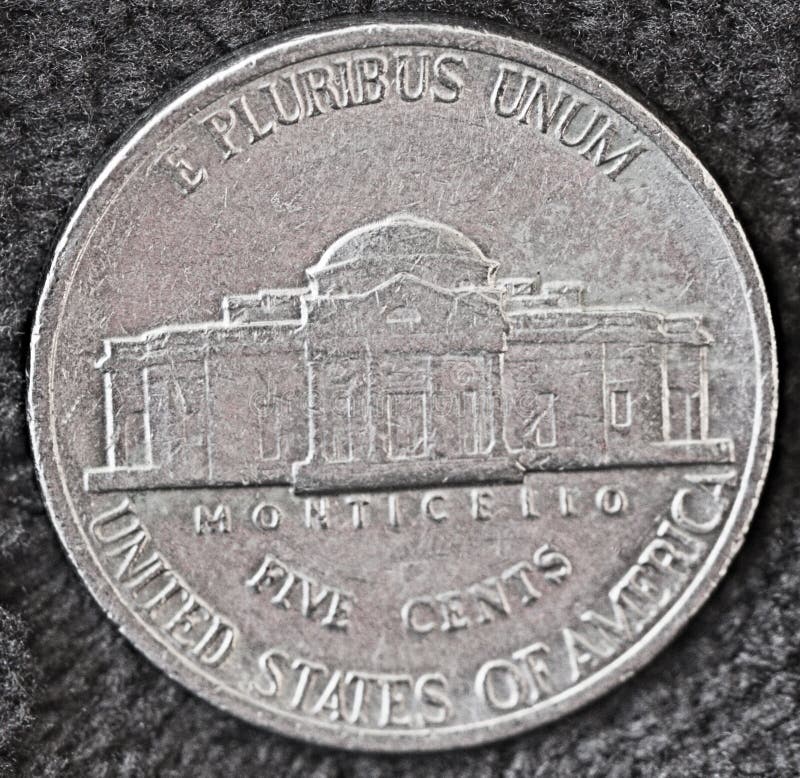 E PLURIBUS UNUM
MONTICELLO
FIVE CENTS
UNITED STATES OF AMERICA